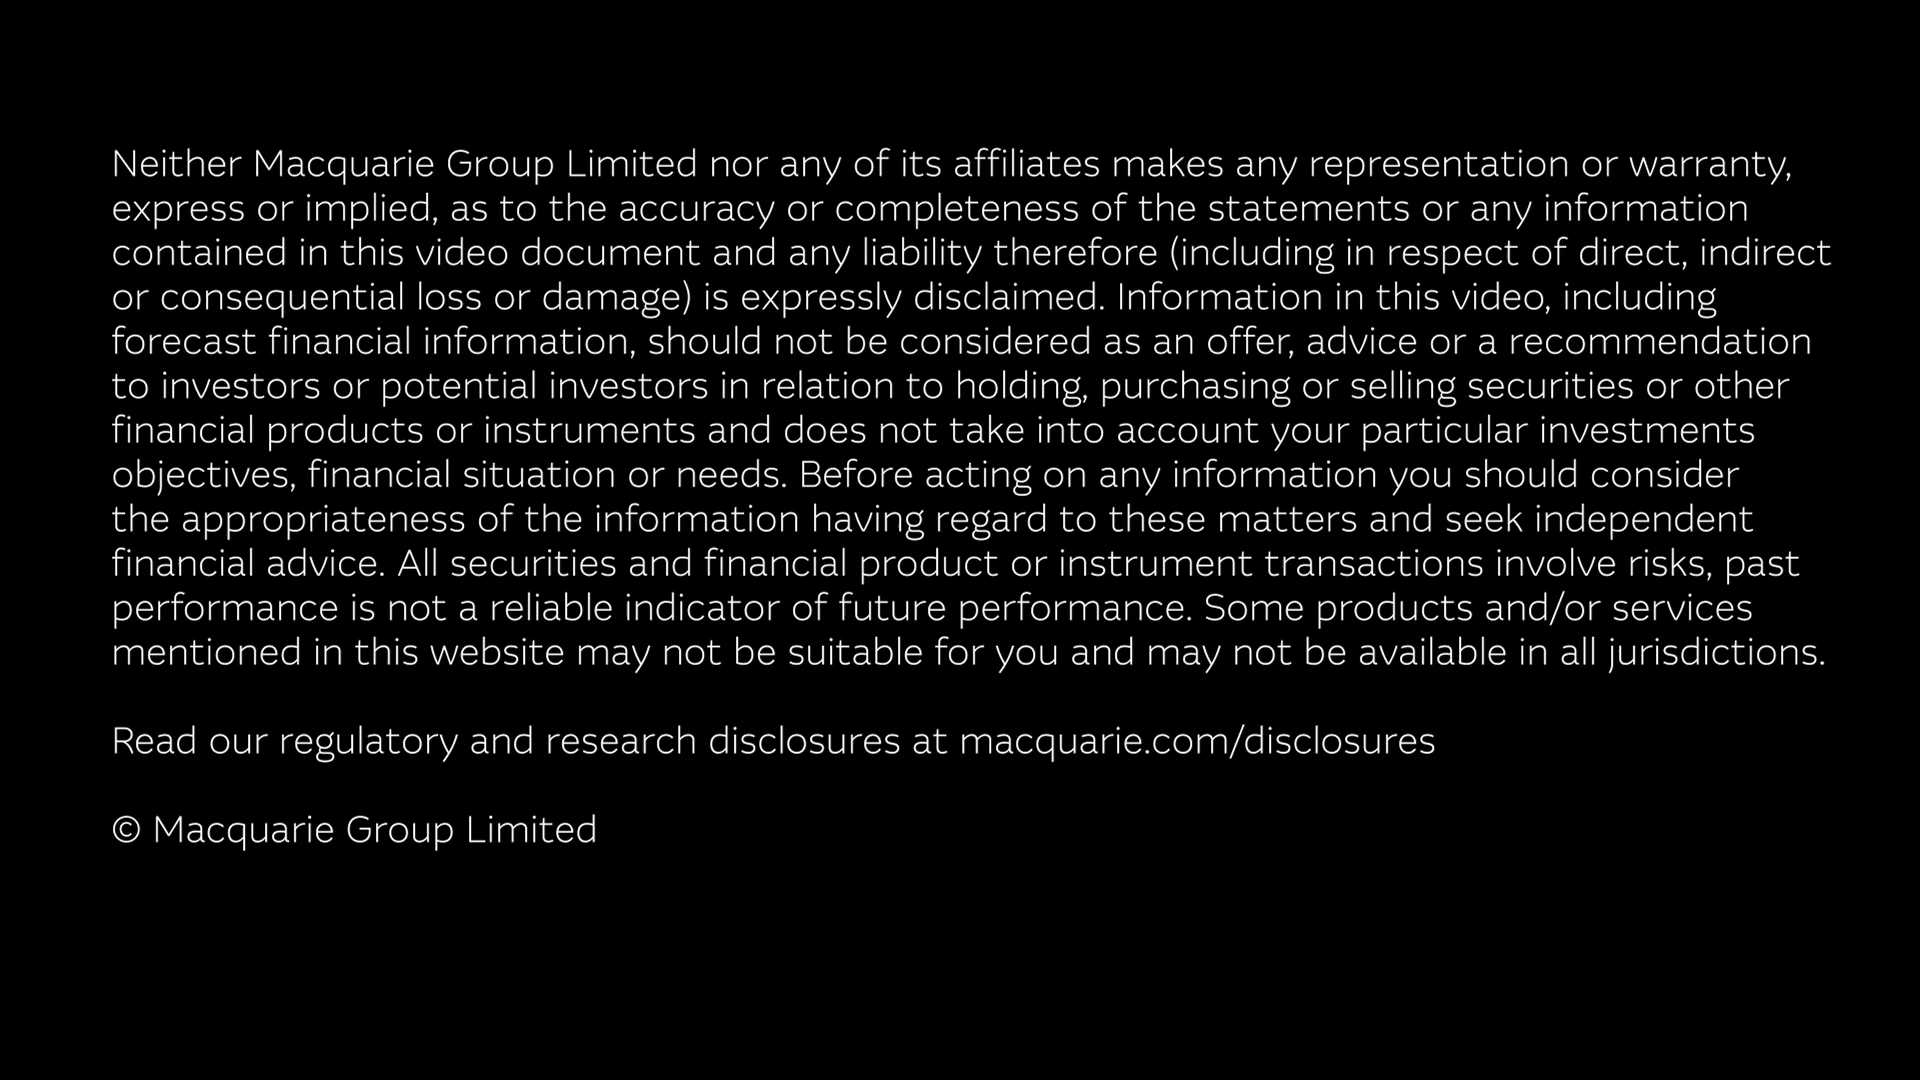 Neither Macquarie Group Limited nor any of its affiliates makes any representation or warranty,
express or implied, as to the accuracy or completeness of the statements or any information
contained in this video document and any liability therefore (including in respect of direct, indirect
or consequential loss or damage) is expressly disclaimed. Information in this video, including
forecast financial information, should not be considered as an offer, advice or a recommendation
to investors or potential investors in relation to holding, purchasing or selling securities or other
financial products or instruments and does not take into account your particular investments
objectives, financial situation or needs. Before acting on any information you should consider
the appropriateness of the information having regard to these matters and seek independent
financial advice. All securities and financial product or instrument transactions involve risks, past
performance is not a reliable indicator of future performance. Some products and/or services
mentioned in this website may not be suitable for you and may not be available in all jurisdictions.
Read our regulatory and research disclosures at macquarie.com/disclosures
© Macquarie Group Limited